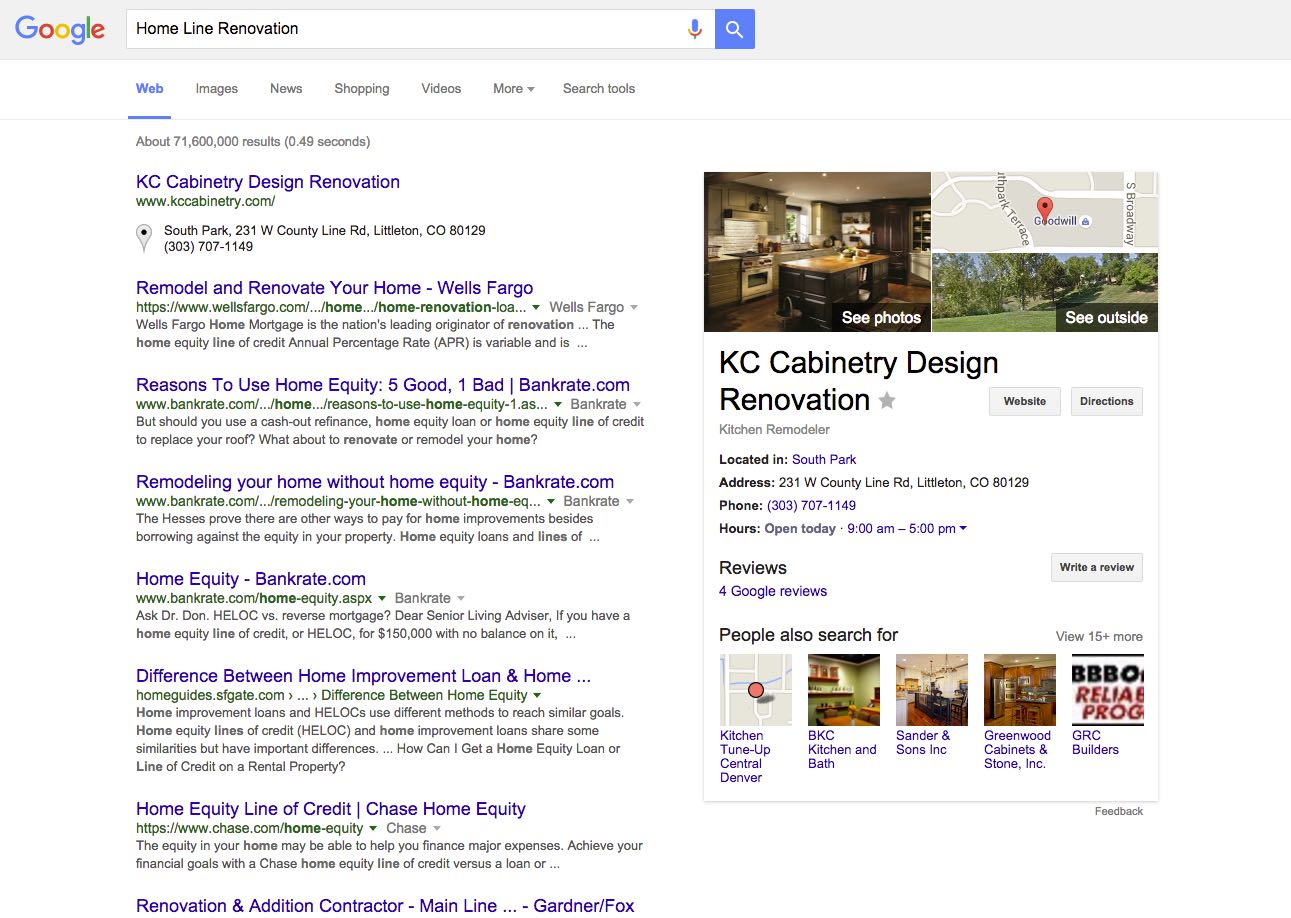 Google
Home Line Renovation
Web Images News Shopping Videos More Search tools
About 71,600,000 results (0.49 seconds)
KC Cabinetry Design Renovation
www.kccabinetry.com/
South Park, 231 W County Line Rd, Littleton, CO 80129
(303) 707-1149
Remodel and Renovate Your Home - Wells Fargo
https://www.wellsfargo.com/.../home.../home-renovation-loa... Wells Fargo
Wells Fargo Home Mortgage is the nation's leading originator of renovation ... The
home equity line of credit Annual Percentage Rate (APR) is variable and is ...
Reasons To Use Home Equity: 5 Good, 1 Bad | Bankrate.com
www.bankrate.com/.../home.../reasons-to-use-home-equity-1.as... Bankrate
But should you use a cash-out refinance, home equity loan or home equity line of credit
to replace your roof? What about to renovate or remodel your home?
Remodeling your home without home equity - Bankrate.com
www.bankrate.com/.../remodeling-your-home-without-home-eq... Bankrate
The Hesses prove there are other ways to pay for home improvements besides
borrowing against the equity in your property. Home equity loans and lines of ...
Home Equity - Bankrate.com
www.bankrate.com/home-equity.aspx Bankrate
Ask Dr. Don. HELOC vs. reverse mortgage? Dear Senior Living Adviser, If you have a
home equity line of credit, or HELOC, for $150,000 with no balance on it, ...
Difference Between Home Improvement Loan & Home ...
homeguides.sfgate.com › ... › Difference Between Home Equity
Home improvement loans and HELOCs use different methods to reach similar goals.
Home equity lines of credit (HELOC) and home improvement loans share some
similarities but have important differences. ... How Can I Get a Home Equity Loan or
Line of Credit on a Rental Property?
Home Equity Line of Credit | Chase Home Equity
https://www.chase.com/home-equity Chase
The equity in your home may be able to help you finance major expenses. Achieve your
financial goals with a Chase home equity line of credit versus a loan or ...
Renovation & Addition Contractor - Main Line ... - Gardner/Fox
See photos
thpark Terrace
Goodwill
S Broadway
See outside
KC Cabinetry Design
Renovation
Website Directions
Kitchen Remodeler
Located in: South Park
Address: 231 W County Line Rd, Littleton, CO 80129
Phone: (303) 707-1149
Hours: Open today · 9:00 am – 5:00 pm
Reviews
Write a review
4 Google reviews
People also search for
View 15+ more
BBBO
RELIAB
PROG
Kitchen
Tune-Up
Central
Denver
BKC
Kitchen and
Bath
Sander &
Sons Inc
Greenwood
Cabinets &
Stone, Inc.
GRC
Builders
Feedback